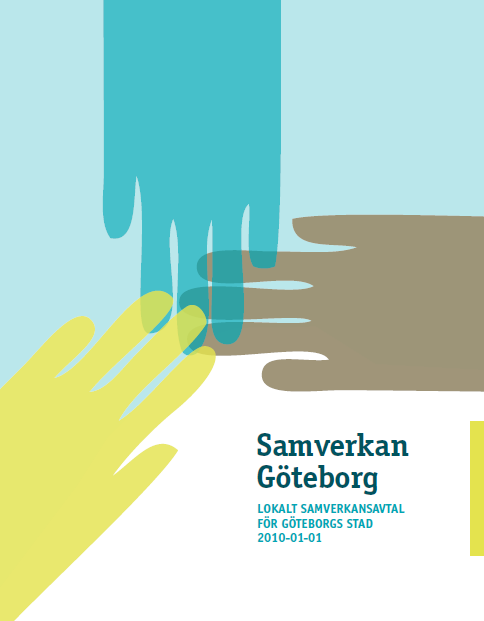 Samverkan
Göteborg
LOKALT SAMVERKANSAVTAL
FÖR GÖTEBORGS STAD
2010-01-01